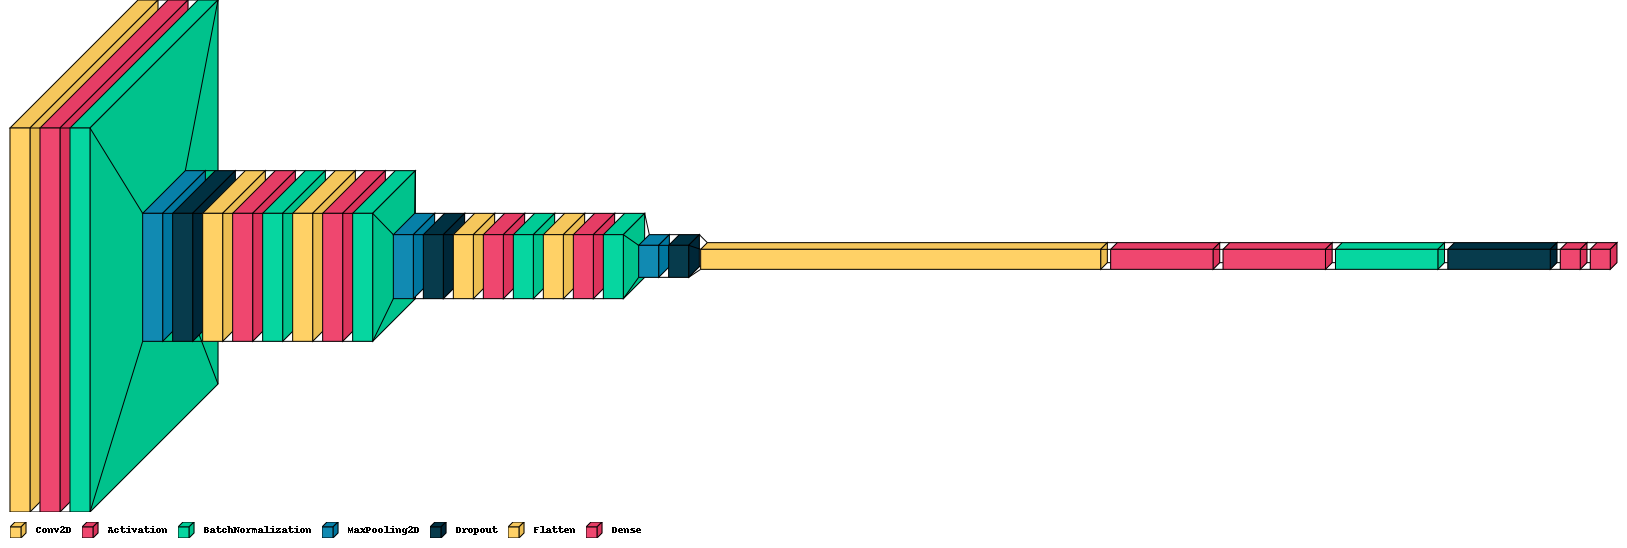 Conv2D Activation BatchNormalization MaxPooling2D Dropout Flatten Dense